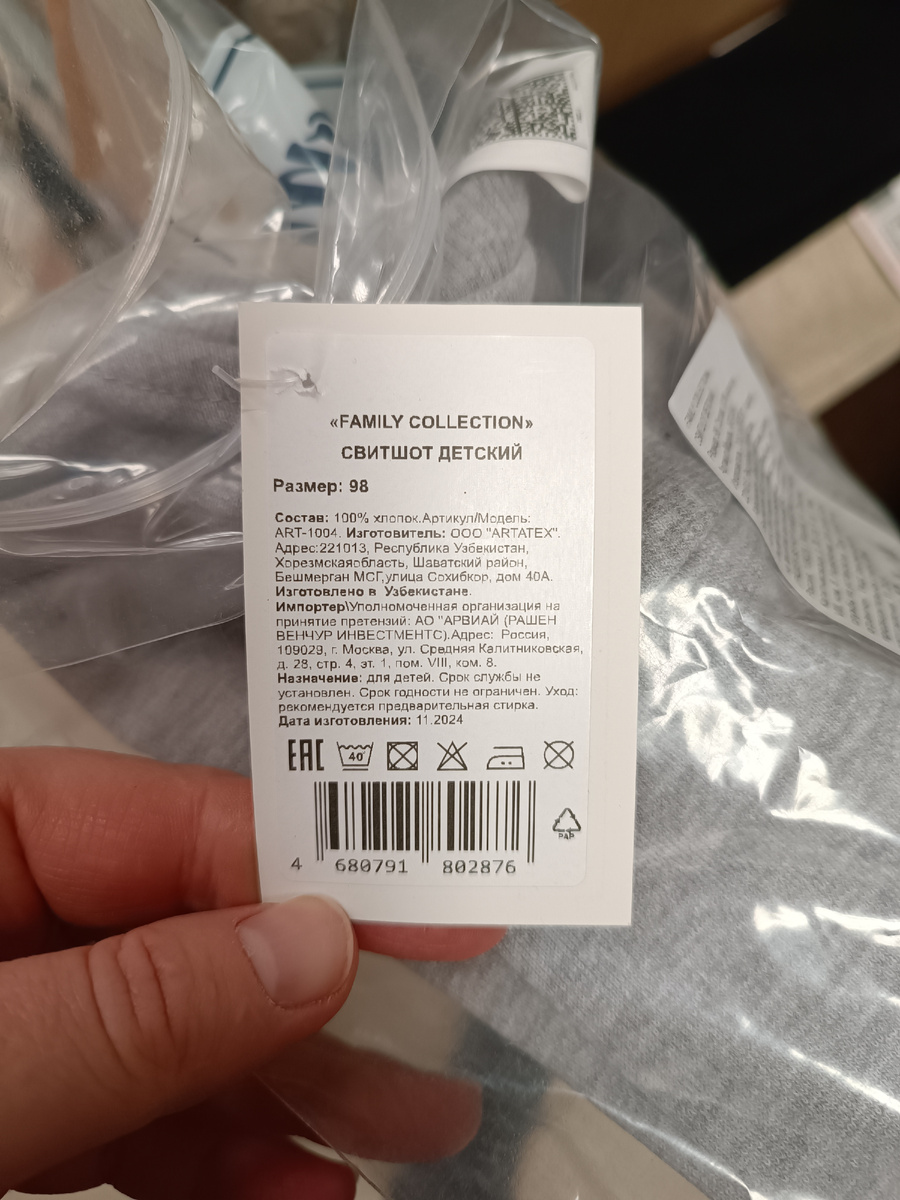 «FAMILY COLLECTION»
СВИТШОТ ДЕТСКИЙ
Размер: 98
Состав: 100% хлопок.Артикул/Модель:
ART-1004. Изготовитель: ООО "ARTATEX".
Адрес:221013, Республика Узбекистан,
Хорезмскаяобласть, Шаватский район,
Бешмерган МСГ,улица Сохибкор, дом 40А.
Изготовлено в Узбекистане.
Импортер\Уполномоченная организация на
принятие претензий: АО "АРВИАЙ (РАШЕН
ВЕНЧУР ИНВЕСТМЕНТС).Адрес: Россия,
109029, г. Москва, ул. Средняя Калитниковская,
д. 28, стр. 4, эт. 1, пом. VIII, ком. 8.
Назначение: для детей. Срок службы не
установлен. Срок годности не ограничен. Уход:
рекомендуется предварительная стирка.
Дата изготовления: 11.2024
EAC 40
PAP
4 680791 802876